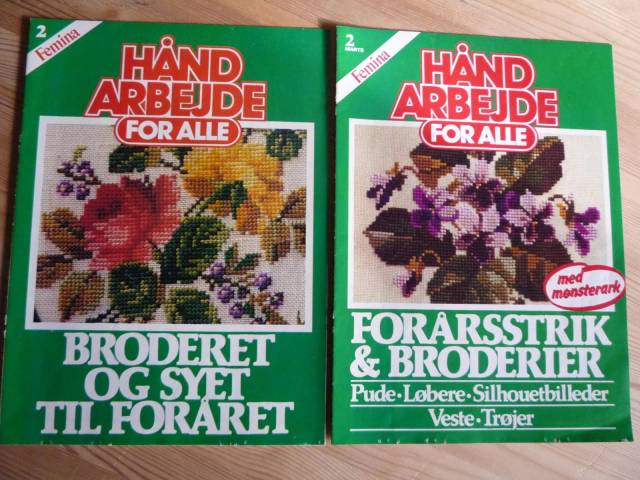 2
Femina
HÅND
ARBEJDE
FOR ALLE
BRODERET
OG SYET
TIL FORÅRET
2
MARTS
Femina
HÅND
ARBEJDE
FOR ALLE
med
mønsterark
FORÅRSSTRIK
& BRODERIER
Pude • Løbere • Silhouetbilleder
Veste • Trøjer